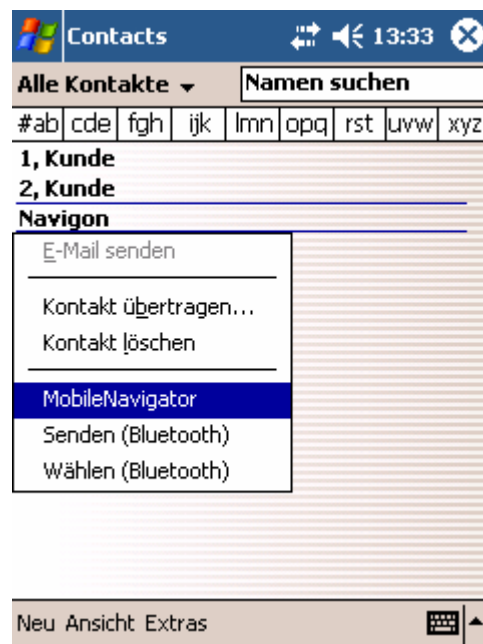 Contacts 13:33
Alle Kontakte Namen suchen
#ab cde fgh ijk lmn opq rst uvw xyz
1, Kunde
2, Kunde
Navigon
E-Mail senden
Kontakt übertragen...
Kontakt löschen
MobileNavigator
Senden (Bluetooth)
Wählen (Bluetooth)
Neu Ansicht Extras